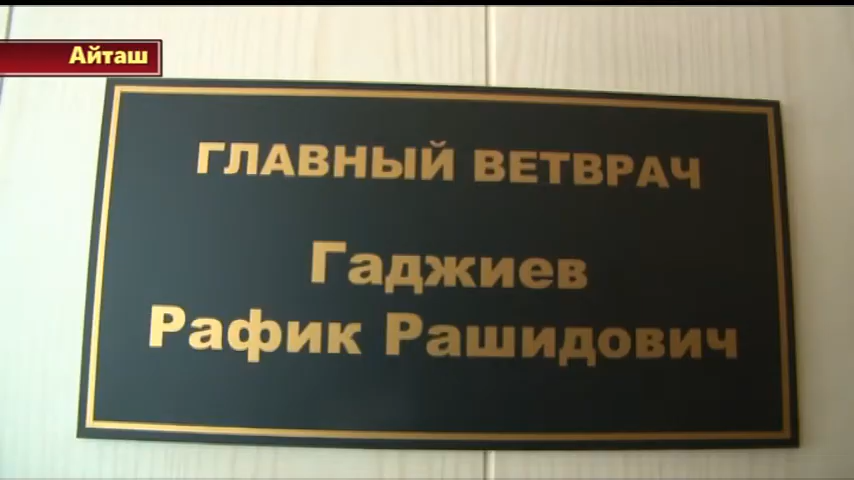 Айташ
ГЛАВНЫЙ ВЕТВРАЧ
Гаджиев
Рафик Рашидович